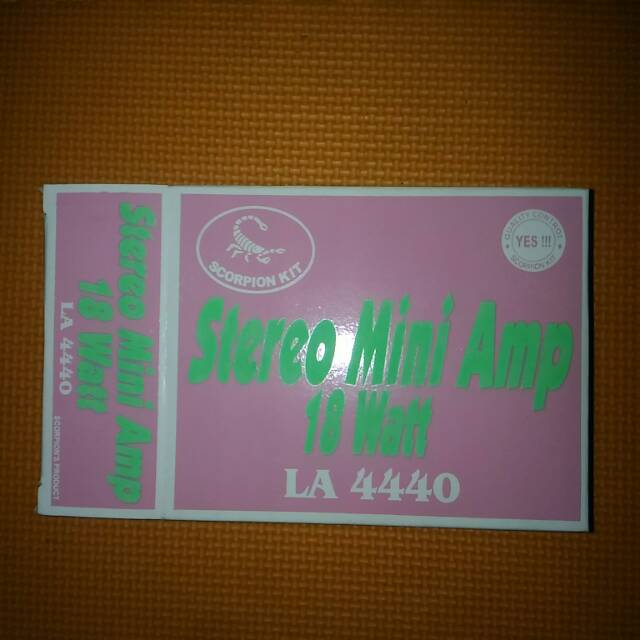 SCORPION KIT
QUALITY CONTROL
YES !!!
SCORPION KIT
Stereo Mini Amp
18 Watt
LA 4440
Stereo Mini Amp
18 Watt
LA 4440
SCORPION'S PRODUCT